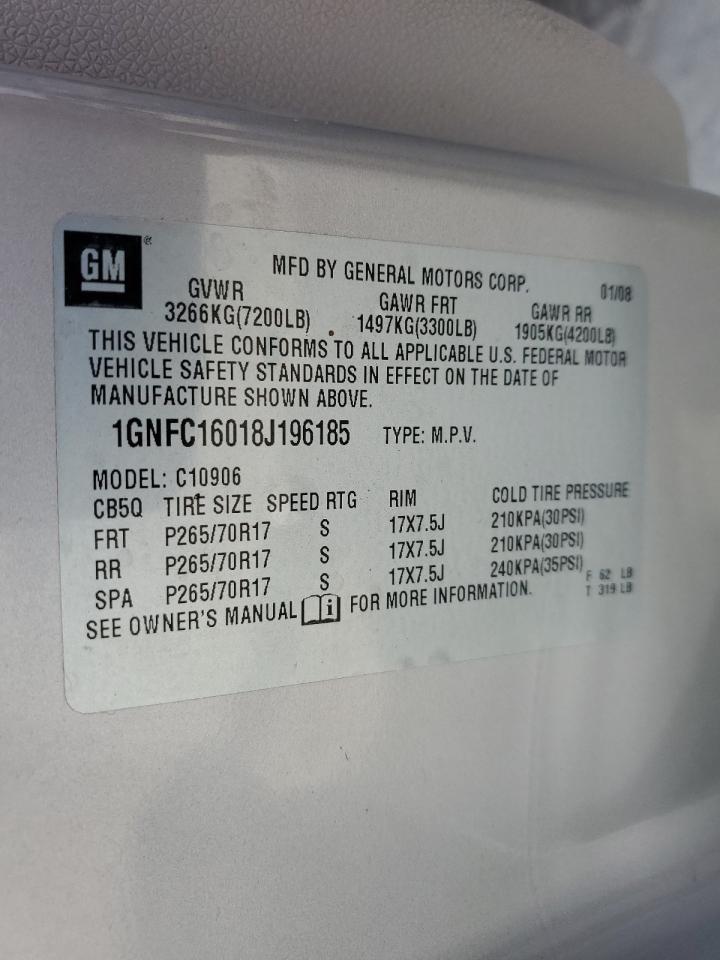 GM ®
MFD BY GENERAL MOTORS CORP. 01/08
GVWR GAWR FRT GAWR RR
3266KG(7200LB) 1497KG(3300LB) 1905KG(4200LB)
THIS VEHICLE CONFORMS TO ALL APPLICABLE U.S. FEDERAL MOTOR
VEHICLE SAFETY STANDARDS IN EFFECT ON THE DATE OF
MANUFACTURE SHOWN ABOVE.
1GNFC16018J196185 TYPE: M.P.V.
MODEL: C10906
CB5Q TIRE SIZE SPEED RTG RIM COLD TIRE PRESSURE
FRT P265/70R17 S 17X7.5J 210KPA(30PSI)
RR P265/70R17 S 17X7.5J 210KPA(30PSI)
SPA P265/70R17 S 17X7.5J 240KPA(35PSI) F 62 LB
SEE OWNER'S MANUAL i FOR MORE INFORMATION. T 319 LB